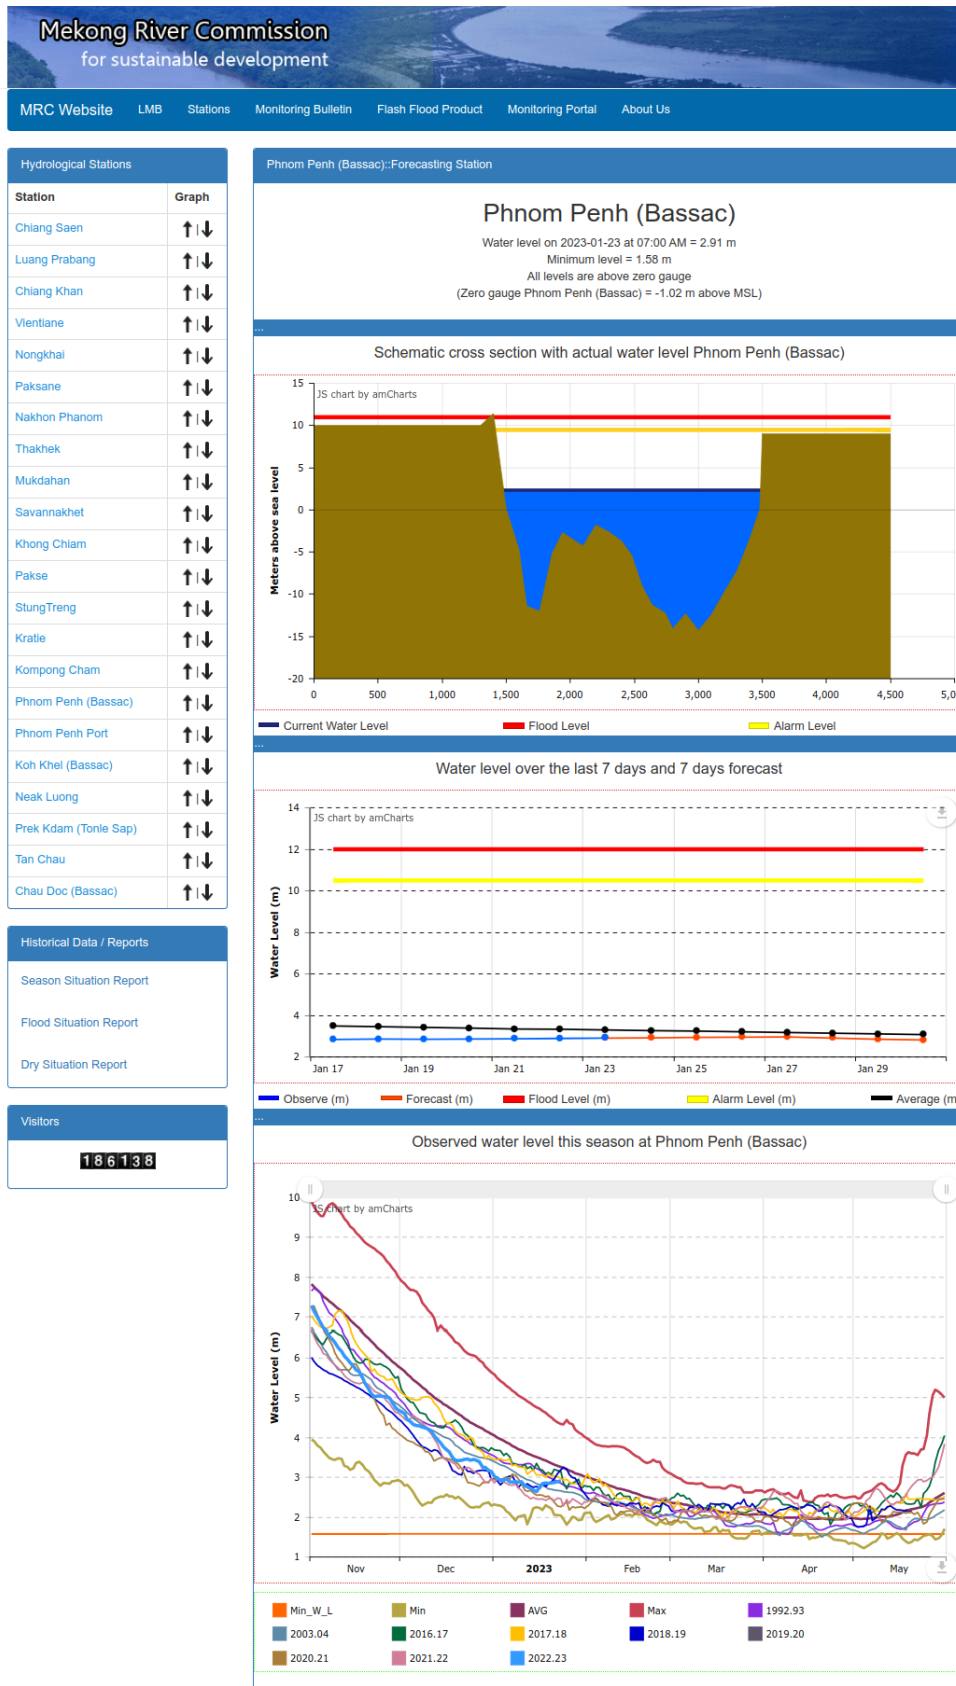 Mekong River Commission
for sustainable development
MRC Website LMB Stations Monitoring Bulletin Flash Flood Product Monitoring Portal About Us
Hydrological Stations
Station Graph
Chiang Saen
Luang Prabang
Chiang Khan
Vientiane
Nongkhai
Paksane
Nakhon Phanom
Thakhek
Mukdahan
Savannakhet
Khong Chiam
Pakse
StungTreng
Kratie
Kompong Cham
Phnom Penh (Bassac)
Phnom Penh Port
Koh Khel (Bassac)
Neak Luong
Prek Kdam (Tonle Sap)
Tan Chau
Chau Doc (Bassac)
Historical Data / Reports
Season Situation Report
Flood Situation Report
Dry Situation Report
Visitors
186138
Phnom Penh (Bassac)::Forecasting Station
Phnom Penh (Bassac)
Water level on 2023-01-23 at 07:00 AM = 2.91 m
Minimum level = 1.58 m
All levels are above zero gauge
(Zero gauge Phnom Penh (Bassac) = -1.02 m above MSL)
...
Schematic cross section with actual water level Phnom Penh (Bassac)
JS chart by amCharts
Meters above sea level
15
10
5
0
-5
-10
-15
-20
0 500 1,000 1,500 2,000 2,500 3,000 3,500 4,000 4,500 5,0
Current Water Level Flood Level Alarm Level
...
Water level over the last 7 days and 7 days forecast
JS chart by amCharts
Water Level (m)
14
12
10
8
6
4
2
Jan 17 Jan 19 Jan 21 Jan 23 Jan 25 Jan 27 Jan 29
Observe (m) Forecast (m) Flood Level (m) Alarm Level (m) Average (m
...
Observed water level this season at Phnom Penh (Bassac)
JS chart by amCharts
Water Level (m)
10
9
8
7
6
5
4
3
2
1
Nov Dec 2023 Feb Mar Apr May
Min_W_L Min AVG Max 1992.93
2003.04 2016.17 2017.18 2018.19 2019.20
2020.21 2021.22 2022.23